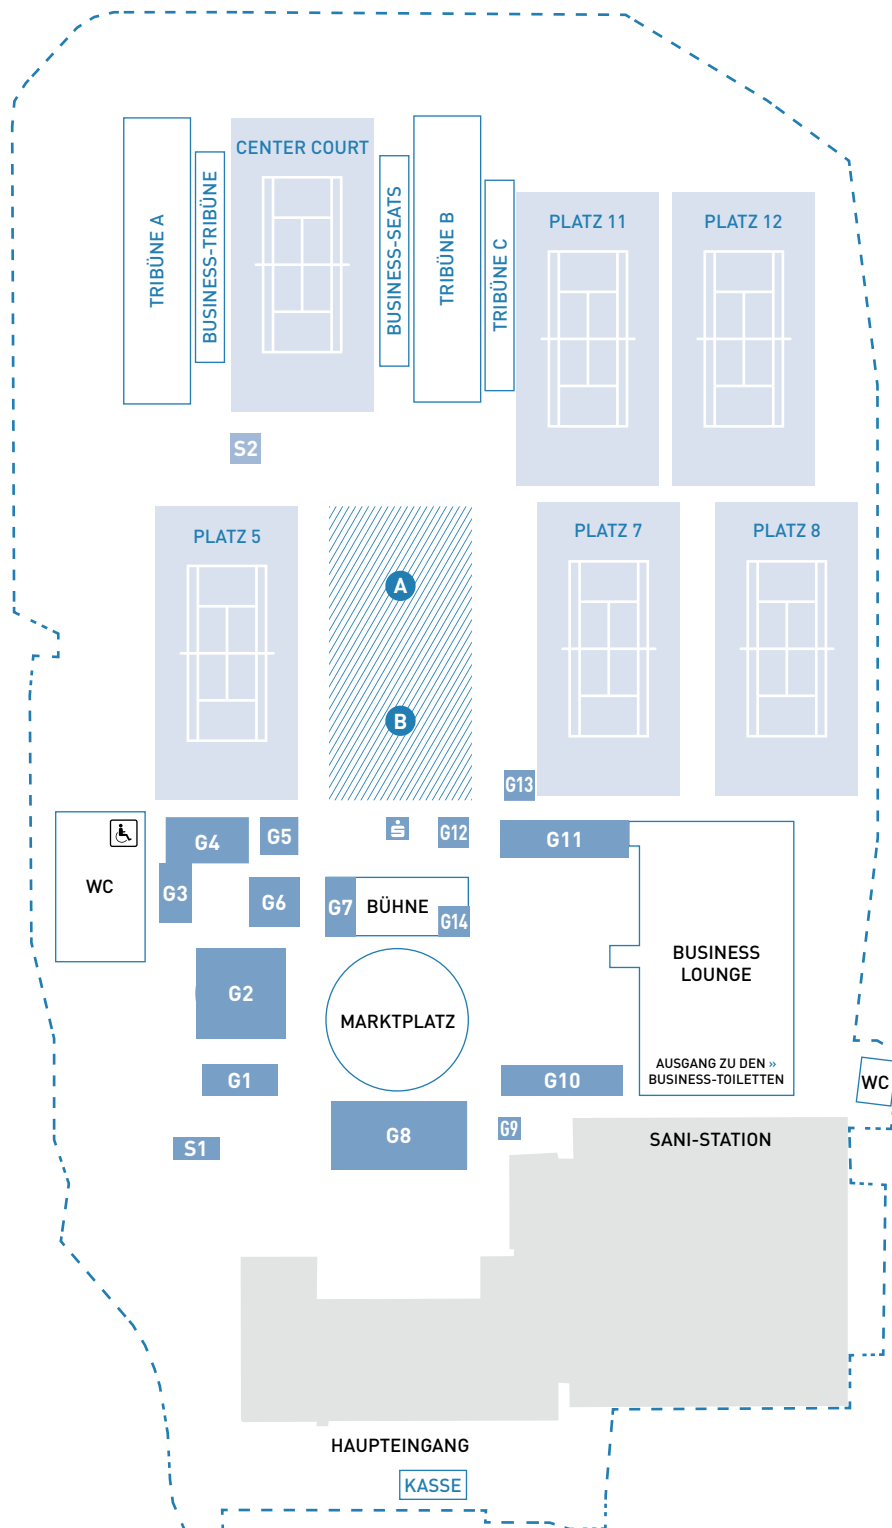 CENTER COURT
TRIBÜNE A
BUSINESS-TRIBÜNE
BUSINESS-SEATS
TRIBÜNE B
TRIBÜNE C
PLATZ 11
PLATZ 12
S2
PLATZ 5
A
B
PLATZ 7
PLATZ 8
G13
G4
G5
G12
G11
WC
G3
G6
G7
BÜHNE
G14
G2
MARKTPLATZ
BUSINESS
LOUNGE
G1
G10
AUSGANG ZU DEN »
BUSINESS-TOILETTEN
WC
G8
G9
S1
SANI-STATION
HAUPTEINGANG
KASSE